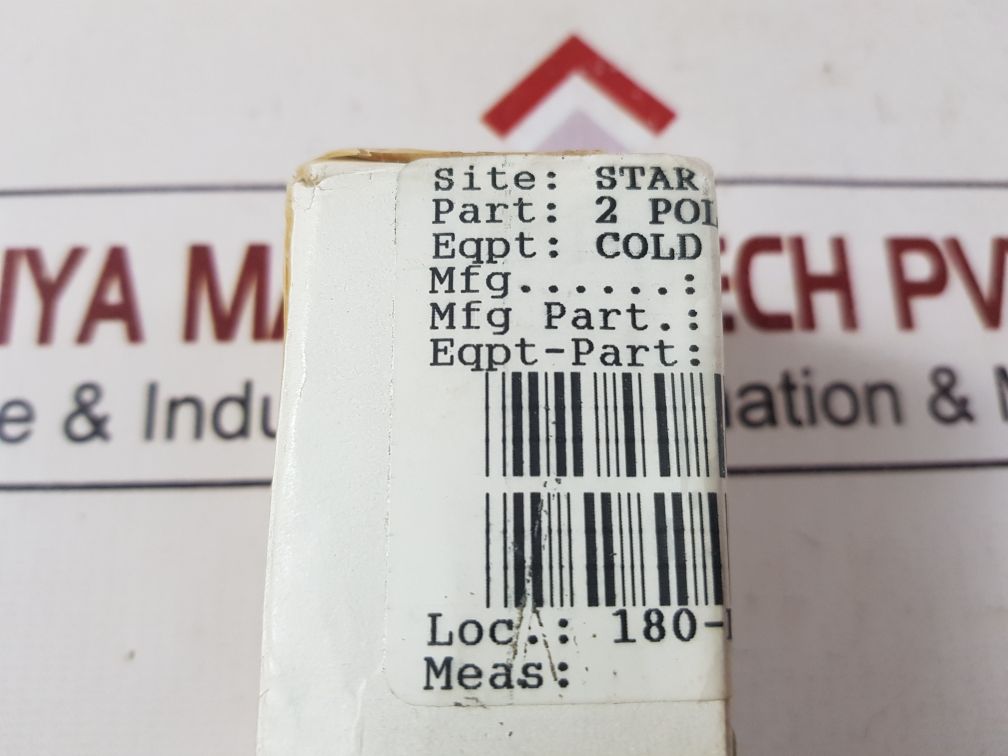 Site: STAR
Part: 2 POL
Eqpt: COLD
Mfg......:
Mfg Part.:
Eqpt-Part:
Loc.: 180-
Meas:
IYA MA ECH PV
e & Indu mation &